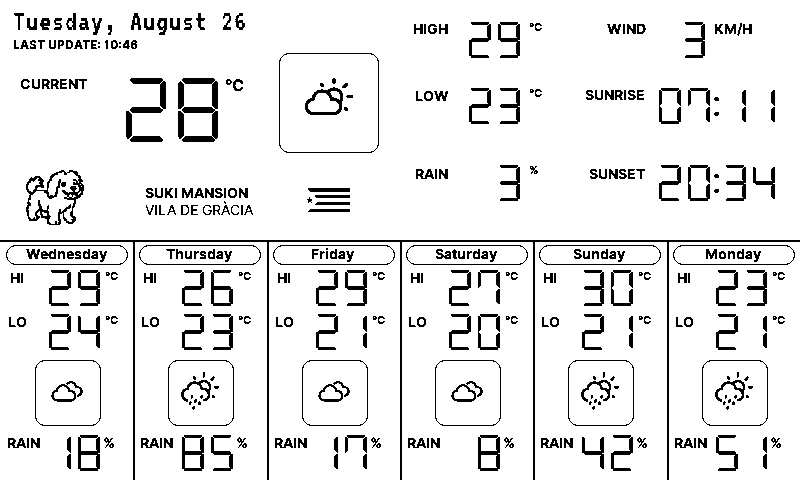 Tuesday, August 26
LAST UPDATE: 10:46
CURRENT 28 °C
HIGH 29 °C
LOW 23 °C
RAIN 3 %
WIND 3 KM/H
SUNRISE 07:11
SUNSET 20:34
SUKI MANSION
VILA DE GRÀCIA
Wednesday
HI 29 °C
LO 24 °C
RAIN 18 %
Thursday
HI 26 °C
LO 23 °C
RAIN 85 %
Friday
HI 29 °C
LO 21 °C
RAIN 17 %
Saturday
HI 27 °C
LO 20 °C
RAIN 8 %
Sunday
HI 30 °C
LO 21 °C
RAIN 42 %
Monday
HI 23 °C
LO 21 °C
RAIN 51 %